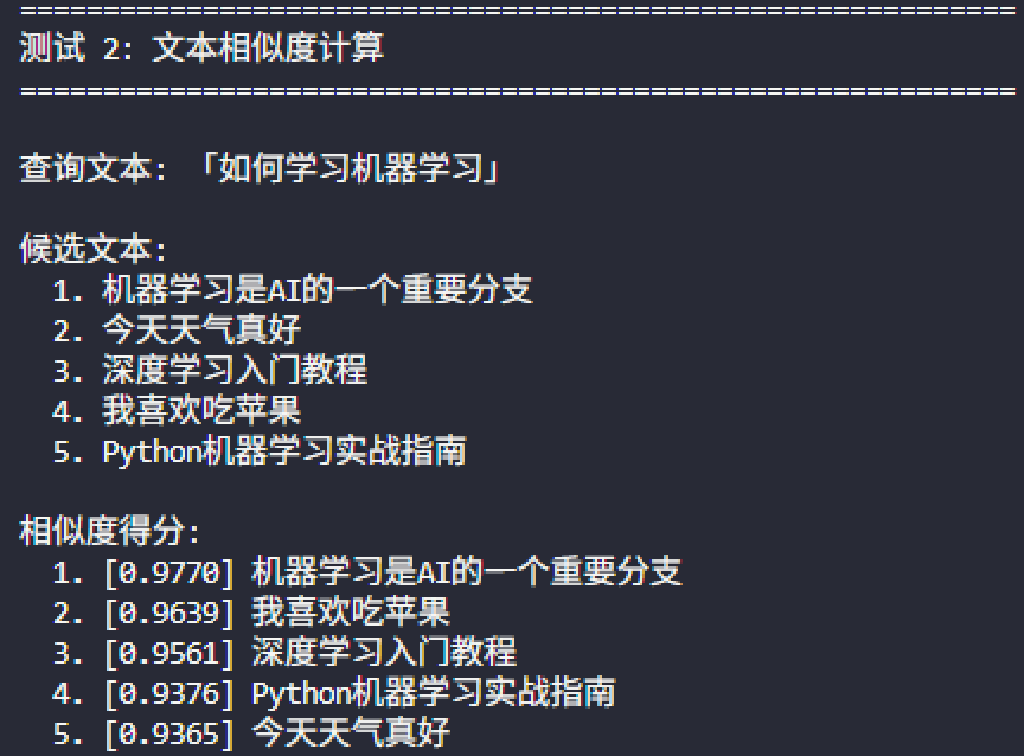 ============================================================
测试 2: 文本相似度计算
============================================================
查询文本: 「如何学习机器学习」
候选文本:
1. 机器学习是AI的一个重要分支
2. 今天天气真好
3. 深度学习入门教程
4. 我喜欢吃苹果
5. Python机器学习实战指南
相似度得分:
1. [0.9770] 机器学习是AI的一个重要分支
2. [0.9639] 我喜欢吃苹果
3. [0.9561] 深度学习入门教程
4. [0.9376] Python机器学习实战指南
5. [0.9365] 今天天气真好